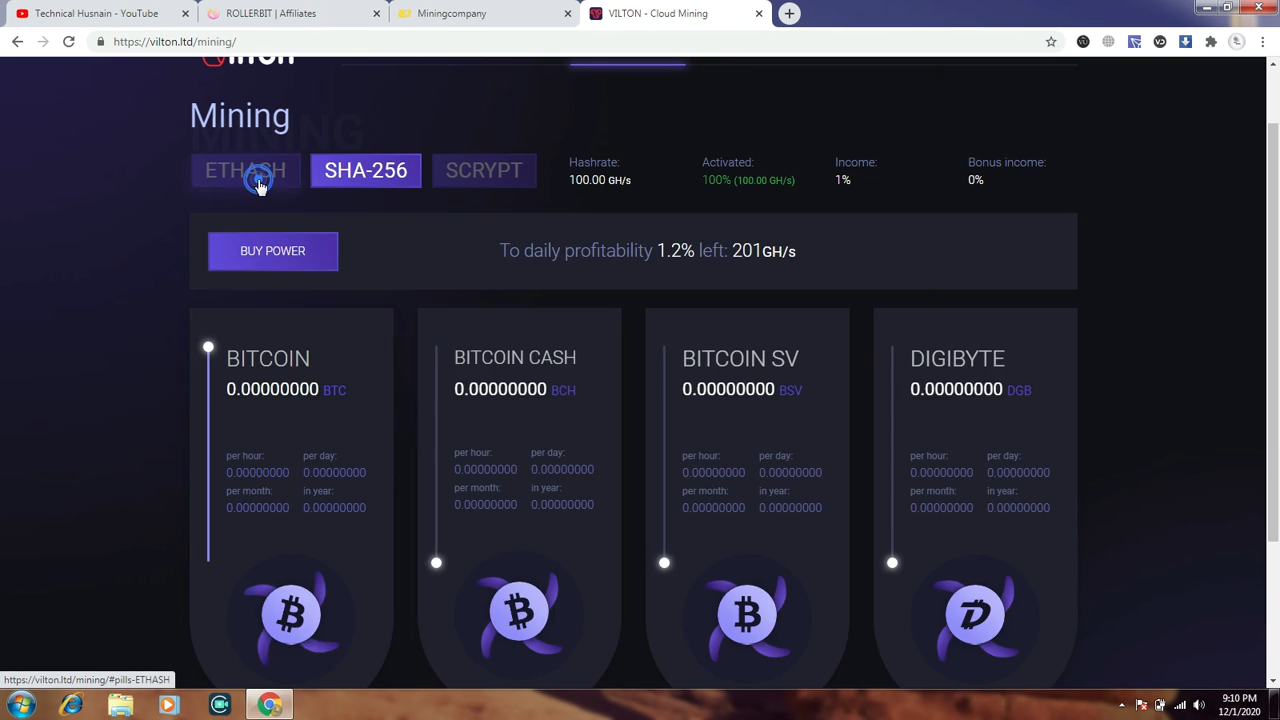 Technical Husnain - YouTube
ROLLERBIT | Affiliates
Miningcompany
VILTON - Cloud Mining
https://vilton.ltd/mining/
Mining
ETHASH
SHA-256
SCRYPT
Hashrate:
100.00 GH/s
Activated:
100% (100.00 GH/s)
Income:
1%
Bonus income:
0%
BUY POWER
To daily profitability 1.2% left: 201GH/s
BITCOIN
0.00000000 BTC
per hour: per day:
0.00000000 0.00000000
per month: in year:
0.00000000 0.00000000
BITCOIN CASH
0.00000000 BCH
per hour: per day:
0.00000000 0.00000000
per month: in year:
0.00000000 0.00000000
BITCOIN SV
0.00000000 BSV
per hour: per day:
0.00000000 0.00000000
per month: in year:
0.00000000 0.00000000
DIGIBYTE
0.00000000 DGB
per hour: per day:
0.00000000 0.00000000
per month: in year:
0.00000000 0.00000000
https://vilton.ltd/mining/#pills-ETHASH
9:10 PM
12/1/2020